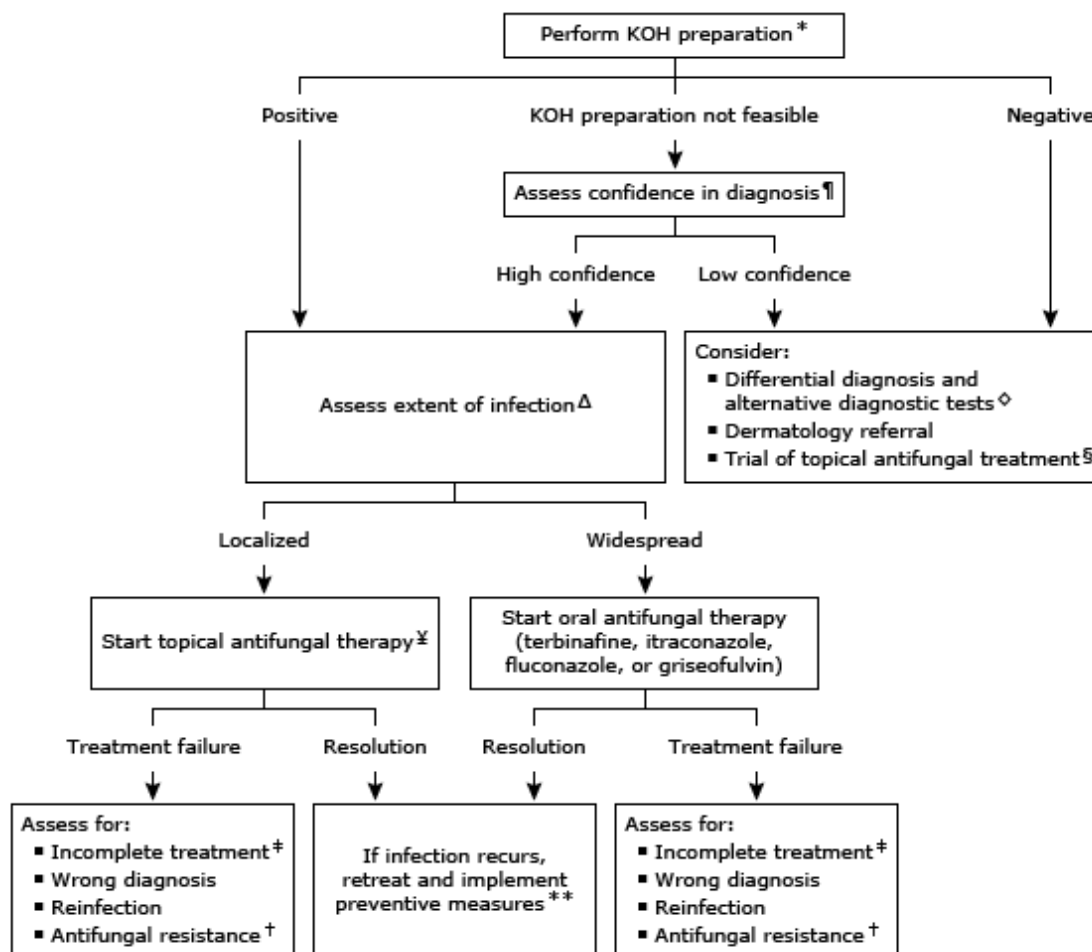 Perform KOH preparation*
Positive
KOH preparation not feasible
Negative
Assess confidence in diagnosis¶
High confidence
Low confidence
Assess extent of infectionΔ
Consider:
▪ Differential diagnosis and
alternative diagnostic tests◇
▪ Dermatology referral
▪ Trial of topical antifungal treatment§
Localized
Widespread
Start topical antifungal therapy¥
Start oral antifungal therapy
(terbinafine, itraconazole,
fluconazole, or griseofulvin)
Treatment failure
Resolution
Resolution
Treatment failure
Assess for:
▪ Incomplete treatment‡
▪ Wrong diagnosis
▪ Reinfection
▪ Antifungal resistance†
If infection recurs,
retreat and implement
preventive measures**
Assess for:
▪ Incomplete treatment‡
▪ Wrong diagnosis
▪ Reinfection
▪ Antifungal resistance†